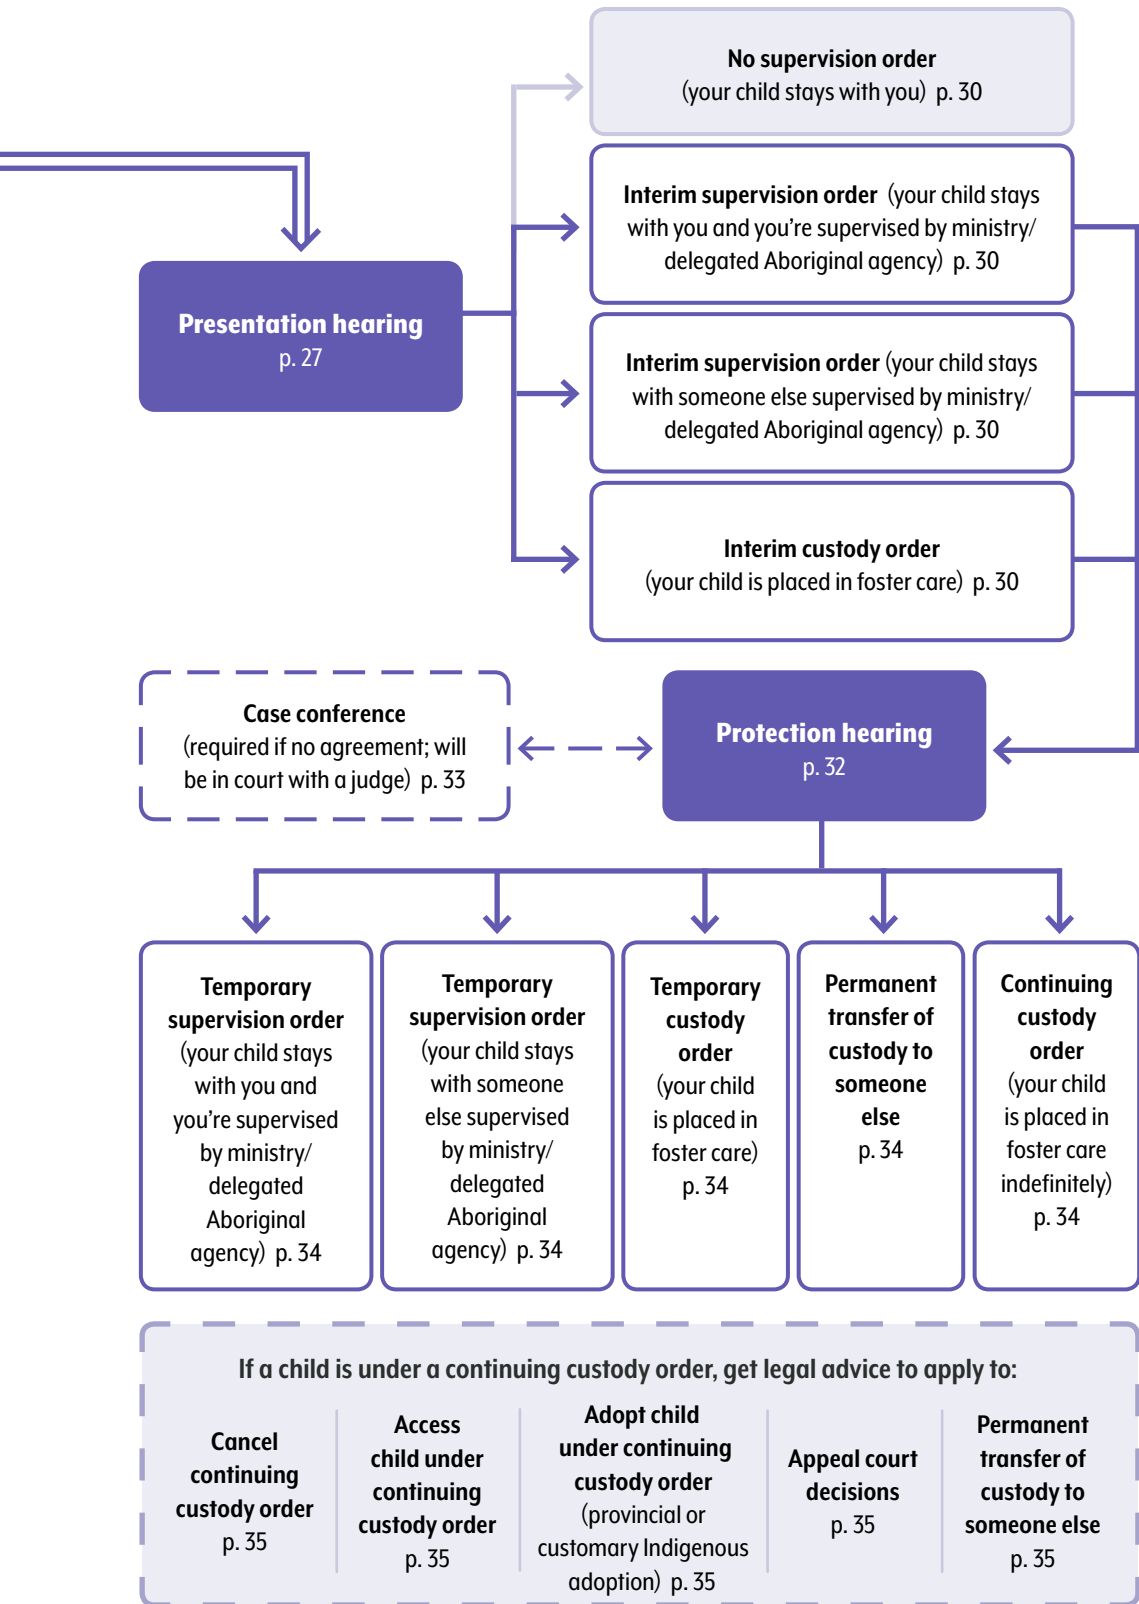 No supervision order
(your child stays with you) p. 30
Interim supervision order (your child stays
with you and you're supervised by ministry/
delegated Aboriginal agency) p. 30
Presentation hearing
p. 27
Interim supervision order (your child stays
with someone else supervised by ministry/
delegated Aboriginal agency) p. 30
Interim custody order
(your child is placed in foster care) p. 30
Case conference
(required if no agreement; will
be in court with a judge) p. 33
Protection hearing
p. 32
Temporary
supervision order
(your child stays
with you and
you're supervised
by ministry/
delegated
Aboriginal
agency) p. 34
Temporary
supervision order
(your child stays
with someone
else supervised
by ministry/
delegated
Aboriginal
agency) p. 34
Temporary
custody
order
(your child
is placed in
foster care)
p. 34
Permanent
transfer of
custody to
someone
else
p. 34
Continuing
custody
order
(your child
is placed in
foster care
indefinitely)
p. 34
If a child is under a continuing custody order, get legal advice to apply to:
Cancel
continuing
custody order
p. 35
Access
child under
continuing
custody order
p. 35
Adopt child
under continuing
custody order
(provincial or
customary Indigenous
adoption) p. 35
Appeal court
decisions
p. 35
Permanent
transfer of
custody to
someone else
p. 35